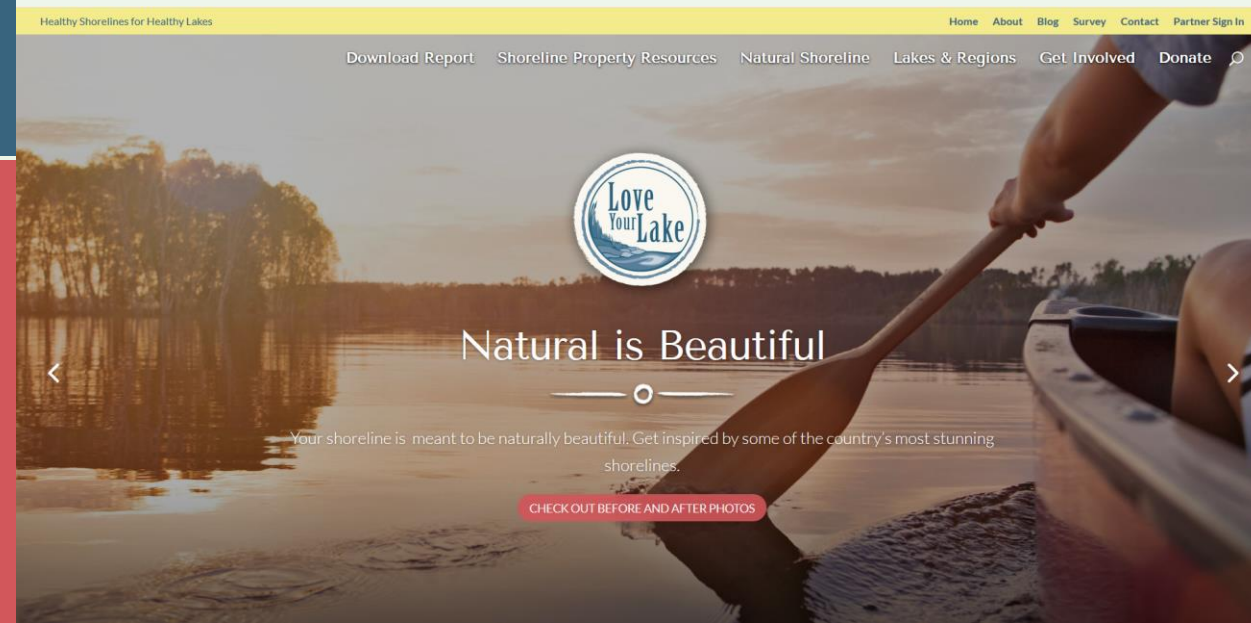 Healthy Shorelines for Healthy Lakes
Home About Blog Survey Contact Partner Sign In
Download Report Shoreline Property Resources Natural Shoreline Lakes & Regions Get Involved Donate
Love
Your Lake
Natural is Beautiful
Your shoreline is meant to be naturally beautiful. Get inspired by some of the country's most stunning
shorelines.
CHECK OUT BEFORE AND AFTER PHOTOS